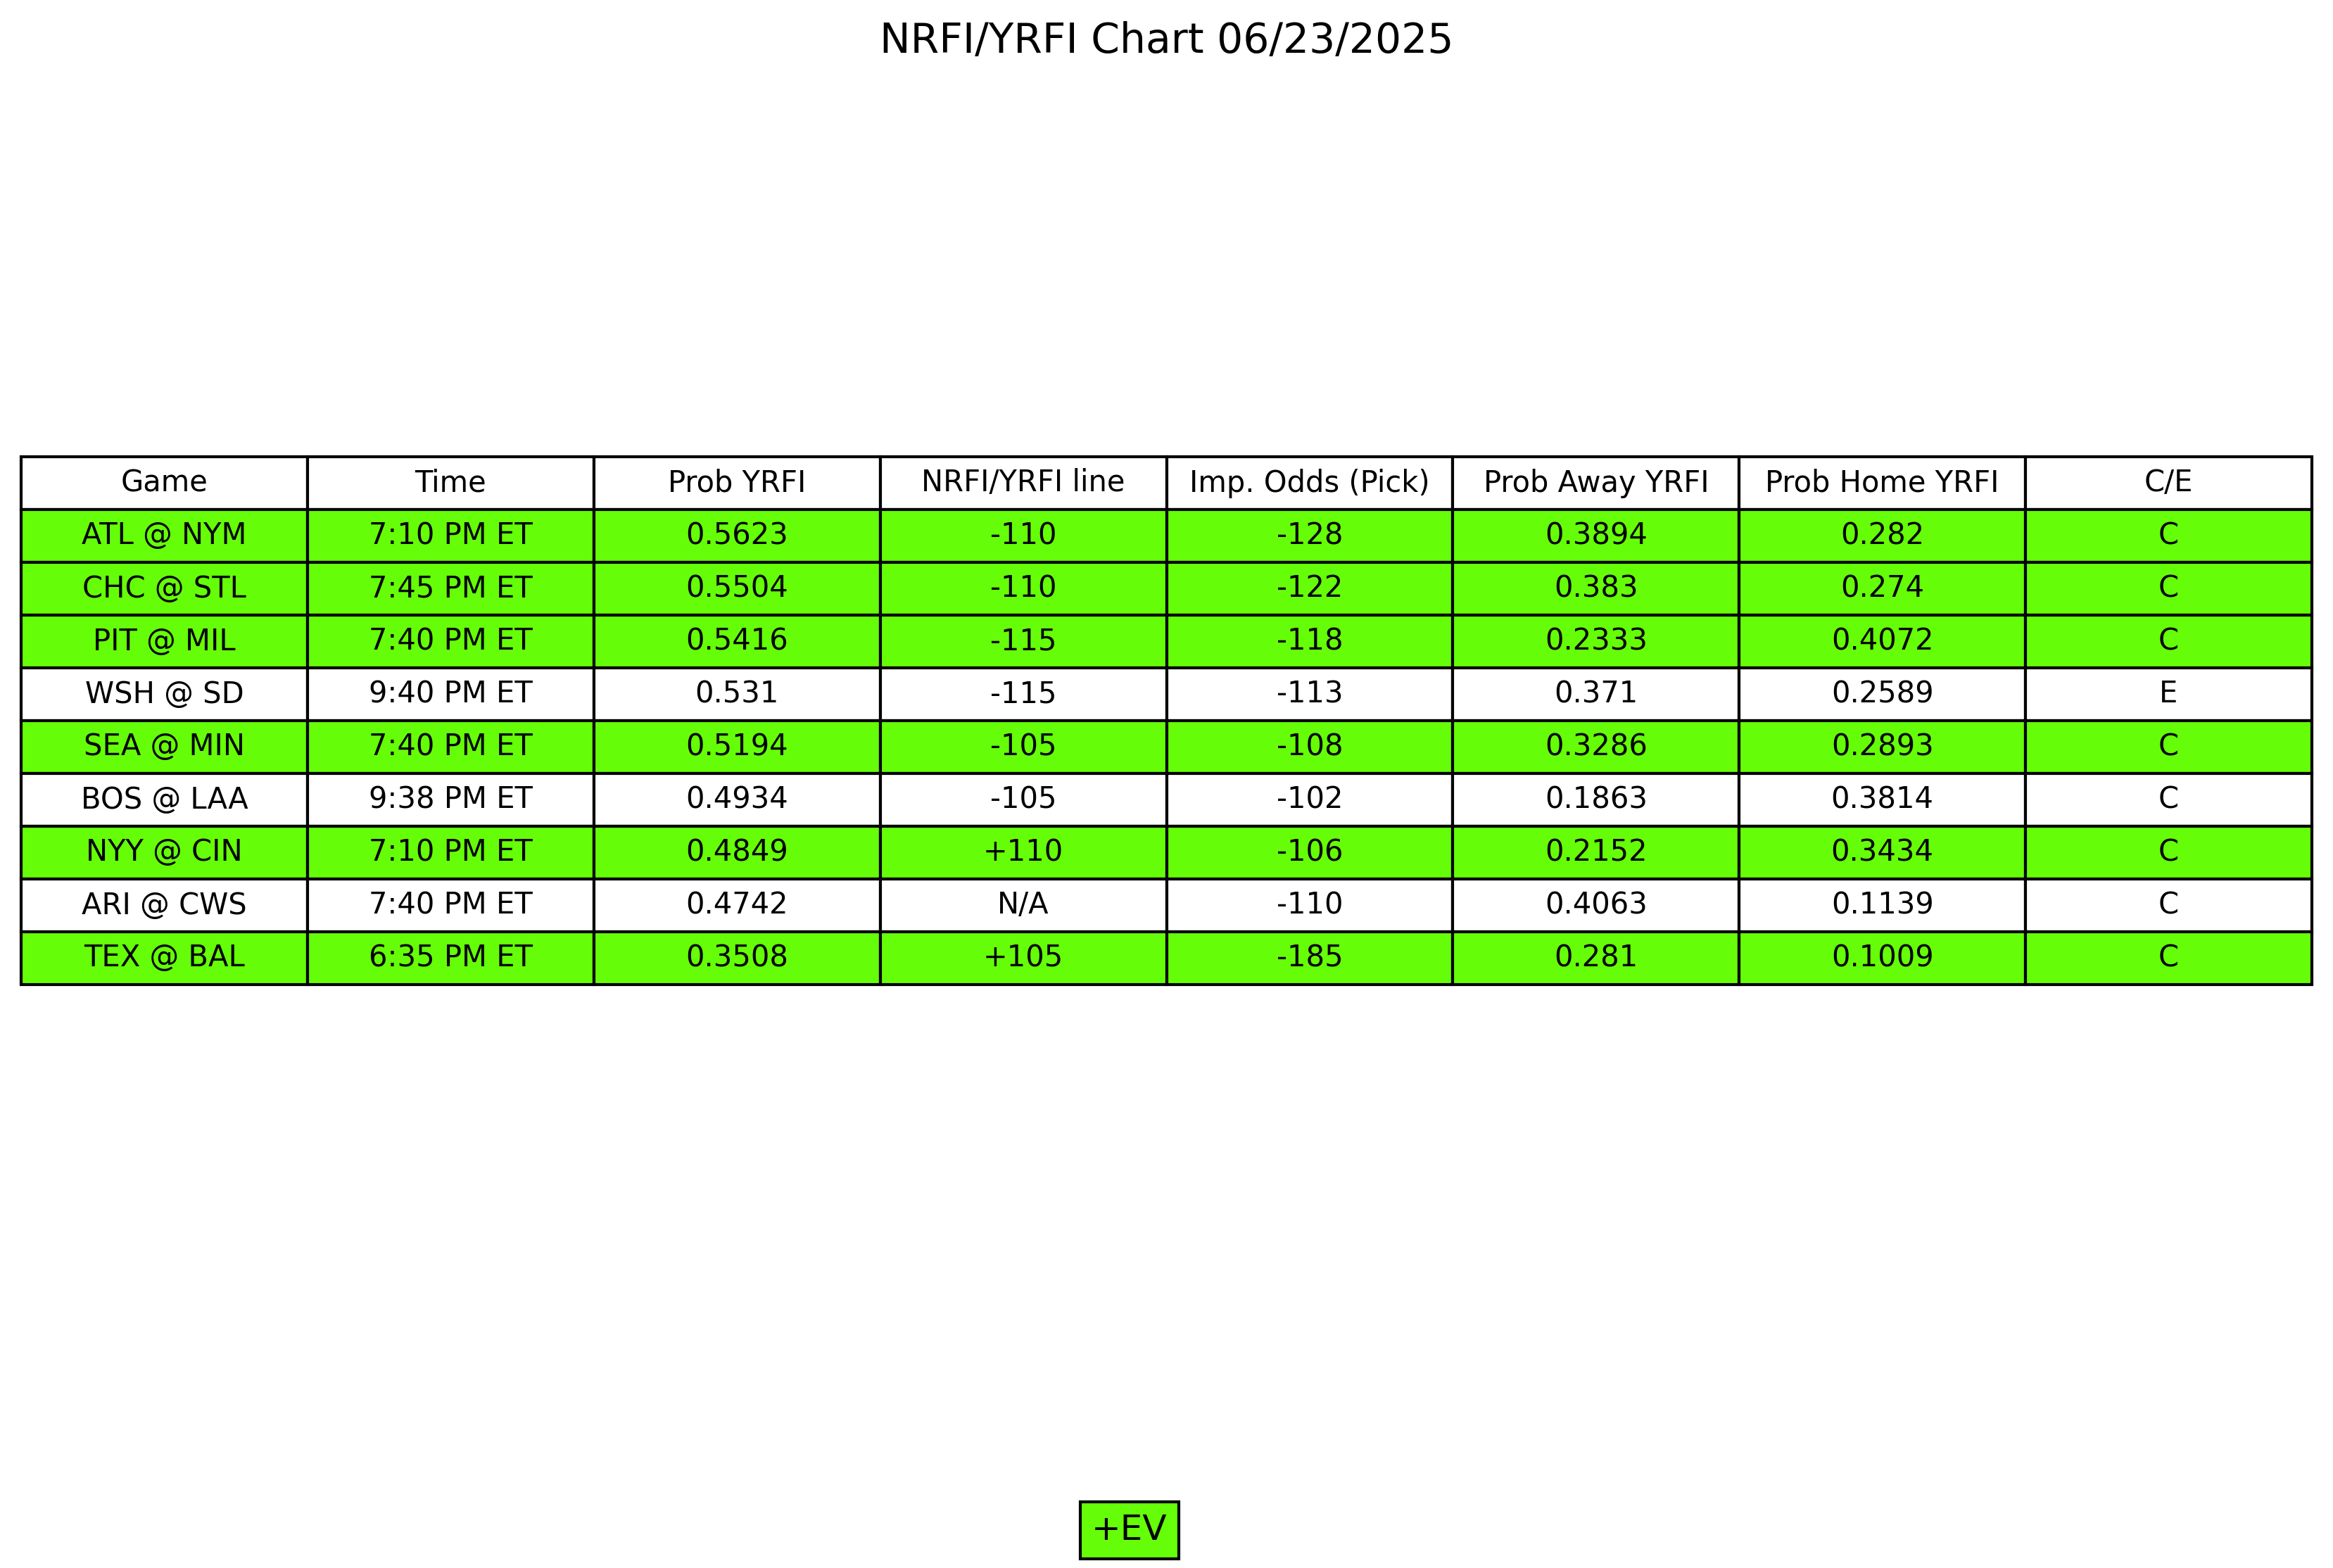 NRFI/YRFI Chart 06/23/2025
Game Time Prob YRFI NRFI/YRFI line Imp. Odds (Pick) Prob Away YRFI Prob Home YRFI C/E
ATL @ NYM 7:10 PM ET 0.5623 -110 -128 0.3894 0.282 C
CHC @ STL 7:45 PM ET 0.5504 -110 -122 0.383 0.274 C
PIT @ MIL 7:40 PM ET 0.5416 -115 -118 0.2333 0.4072 C
WSH @ SD 9:40 PM ET 0.531 -115 -113 0.371 0.2589 E
SEA @ MIN 7:40 PM ET 0.5194 -105 -108 0.3286 0.2893 C
BOS @ LAA 9:38 PM ET 0.4934 -105 -102 0.1863 0.3814 C
NYY @ CIN 7:10 PM ET 0.4849 +110 -106 0.2152 0.3434 C
ARI @ CWS 7:40 PM ET 0.4742 N/A -110 0.4063 0.1139 C
TEX @ BAL 6:35 PM ET 0.3508 +105 -185 0.281 0.1009 C
+EV